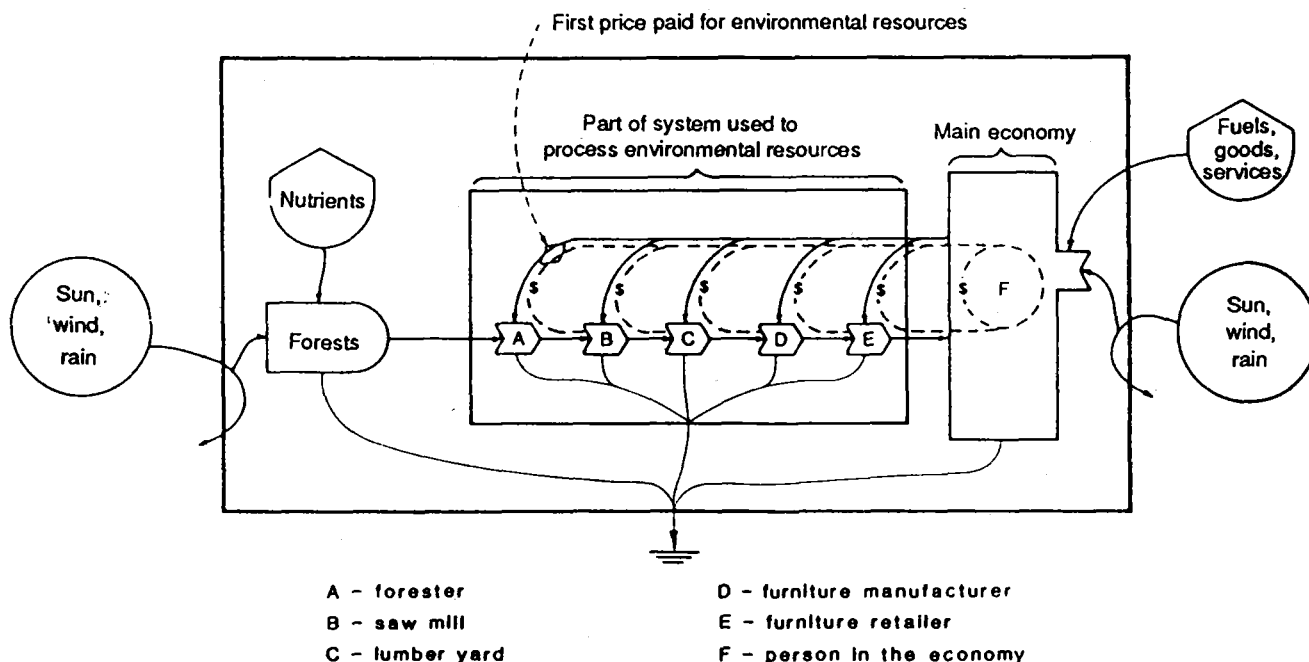 First price paid for environmental resources
Part of system used to
process environmental resources
Main economy
Fuels,
goods,
services
Nutrients
Sun,
wind,
rain
Forests
$ $ $ $ $ $
F
A B C D E
Sun,
wind,
rain
A - forester
B - saw mill
C - lumber yard
D - furniture manufacturer
E - furniture retailer
F - person in the economy